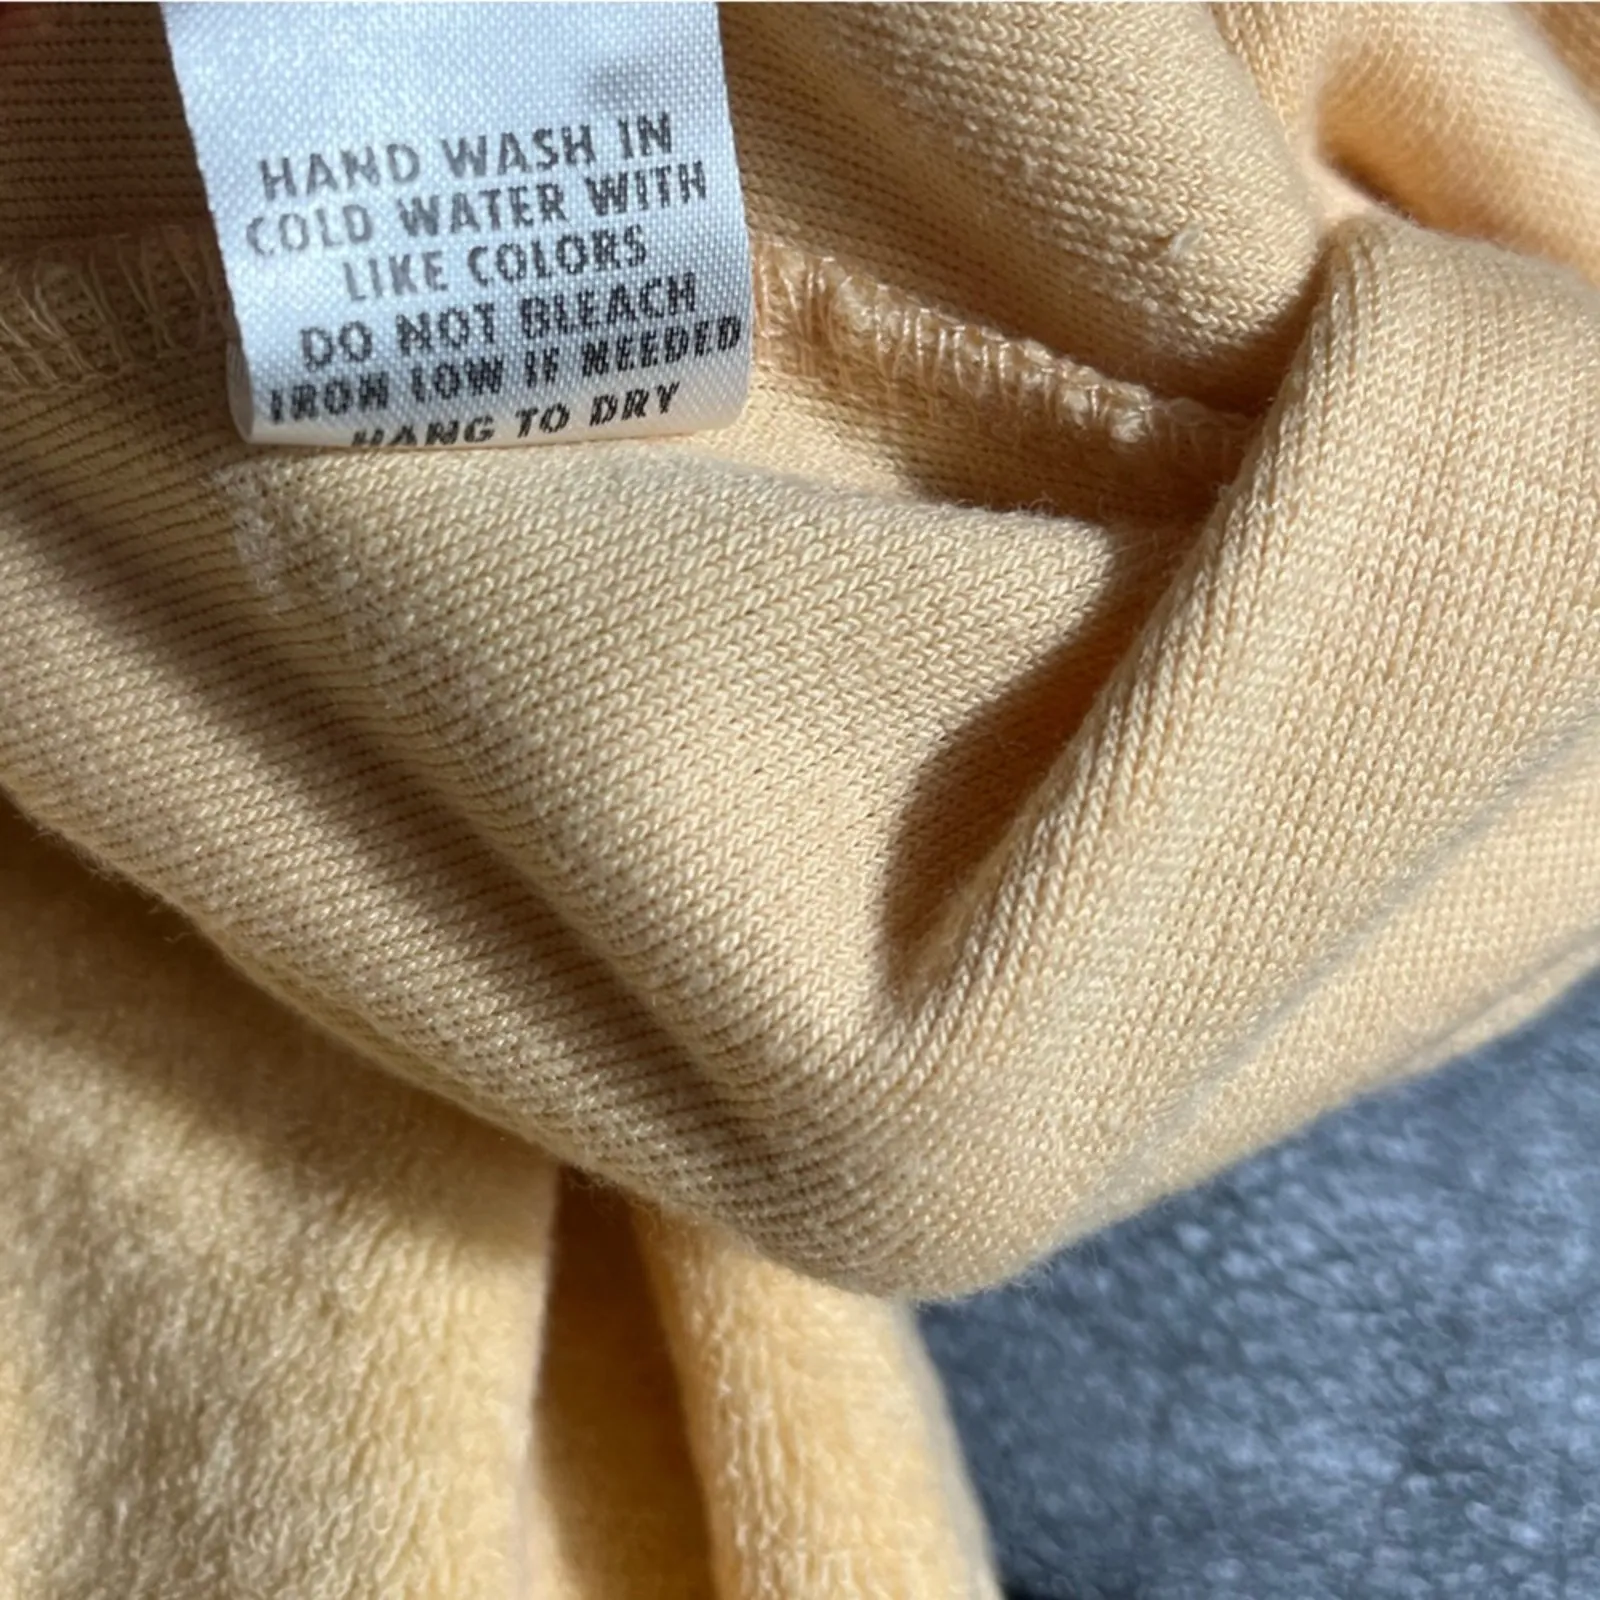 HAND WASH IN
COLD WATER WITH
LIKE COLORS
DO NOT BLEACH
IRON LOW IF NEEDED
HANG TO DRY